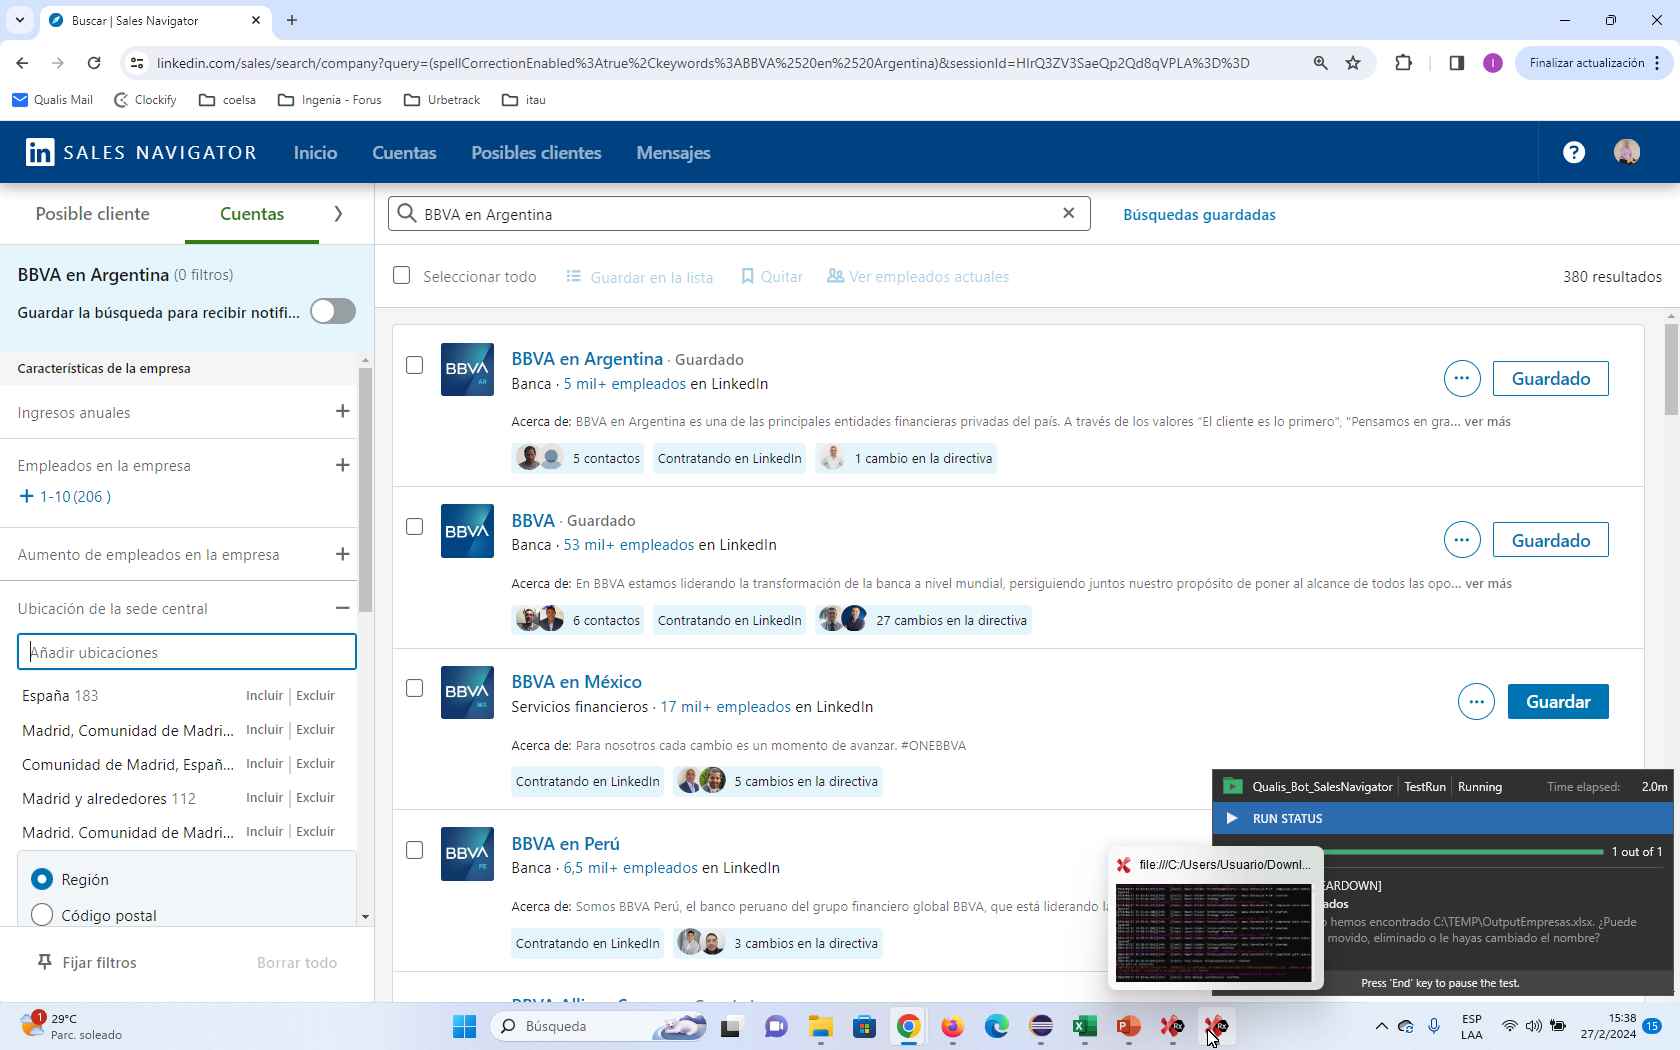 Buscar | Sales Navigator
linkedin.com/sales/search/company?query=(spellCorrectionEnabled%3Atrue%2Ckeywords%3ABBVA%2520en%2520Argentina)&sessionId=HIrQ3ZV3SaeQp2Qd8qVPLA%3D%3D
Finalizar actualización
Qualis Mail
Clockify
coelsa
Ingenia - Forus
Urbetrack
itau
in SALES NAVIGATOR
Inicio
Cuentas
Posibles clientes
Mensajes
Posible cliente
Cuentas
BBVA en Argentina
Búsquedas guardadas
BBVA en Argentina (0 filtros)
Guardar la búsqueda para recibir notifi...
Seleccionar todo
Guardar en la lista
Quitar
Ver empleados actuales
380 resultados
Características de la empresa
Ingresos anuales
Empleados en la empresa
1-10 (206 )
Aumento de empleados en la empresa
Ubicación de la sede central
Añadir ubicaciones
España 183 Incluir Excluir
Madrid, Comunidad de Madri... Incluir Excluir
Comunidad de Madrid, Españ... Incluir Excluir
Madrid y alrededores 112 Incluir Excluir
Madrid. Comunidad de Madri... Incluir Excluir
Región
Código postal
Fijar filtros
Borrar todo
BBVA AR
BBVA en Argentina · Guardado
Banca · 5 mil+ empleados en LinkedIn
Guardado
Acerca de: BBVA en Argentina es una de las principales entidades financieras privadas del país. A través de los valores "El cliente es lo primero", "Pensamos en gra... ver más
5 contactos
Contratando en LinkedIn
1 cambio en la directiva
BBVA
BBVA · Guardado
Banca · 53 mil+ empleados en LinkedIn
Guardado
Acerca de: En BBVA estamos liderando la transformación de la banca a nivel mundial, persiguiendo juntos nuestro propósito de poner al alcance de todos las opo... ver más
6 contactos
Contratando en LinkedIn
27 cambios en la directiva
BBVA
BBVA en México
Servicios financieros · 17 mil+ empleados en LinkedIn
Guardar
Acerca de: Para nosotros cada cambio es un momento de avanzar. #ONEBBVA
Contratando en LinkedIn
5 cambios en la directiva
BBVA PE
BBVA en Perú
Banca · 6,5 mil+ empleados en LinkedIn
Acerca de: Somos BBVA Perú, el banco peruano del grupo financiero global BBVA, que está liderando l
Contratando en LinkedIn
3 cambios en la directiva
Qualis_Bot_SalesNavigator
TestRun
Running
Time elapsed: 2.0m
RUN STATUS
1 out of 1
EARDOWN]
ados
hemos encontrado C:\TEMP\OutputEmpresas.xlsx. ¿Puede
movido, eliminado o le hayas cambiado el nombre?
Press 'End' key to pause the test.
file:///C:/Users/Usuario/Downl...
1
29°C
Parc. soleado
Búsqueda
ESP
LAA
15:38
27/2/2024
15